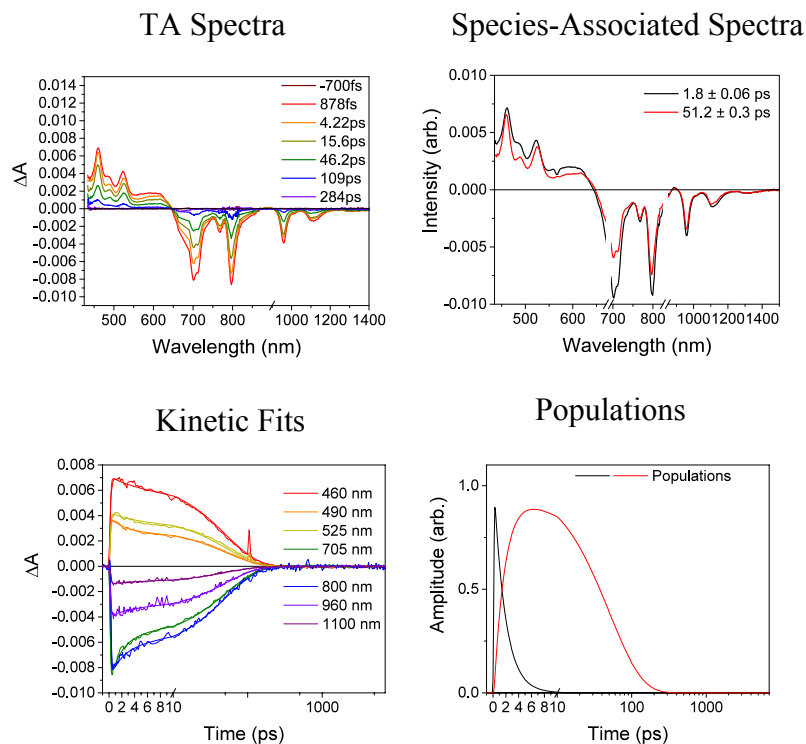 TA Spectra
Species-Associated Spectra
0.014
0.012
0.010
0.008
0.006
0.004
0.002
0.000
-0.002
-0.004
-0.006
-0.008
-0.010
ΔA
-700fs
878fs
4.22ps
15.6ps
46.2ps
109ps
284ps
500 600 700 800 1000 1200 1400
Wavelength (nm)
0.010
0.005
0.000
-0.005
-0.010
Intensity (arb.)
1.8 ± 0.06 ps
51.2 ± 0.3 ps
500 600 700 800 1000 1200 1400
Wavelength (nm)
Kinetic Fits
Populations
0.008
0.006
0.004
0.002
0.000
-0.002
-0.004
-0.006
-0.008
-0.010
ΔA
460 nm
490 nm
525 nm
705 nm
800 nm
960 nm
1100 nm
0 2 4 6 8 10 1000
Time (ps)
1.0
0.5
0.0
Amplitude (arb.)
Populations
0 2 4 6 8 10 100 1000
Time (ps)